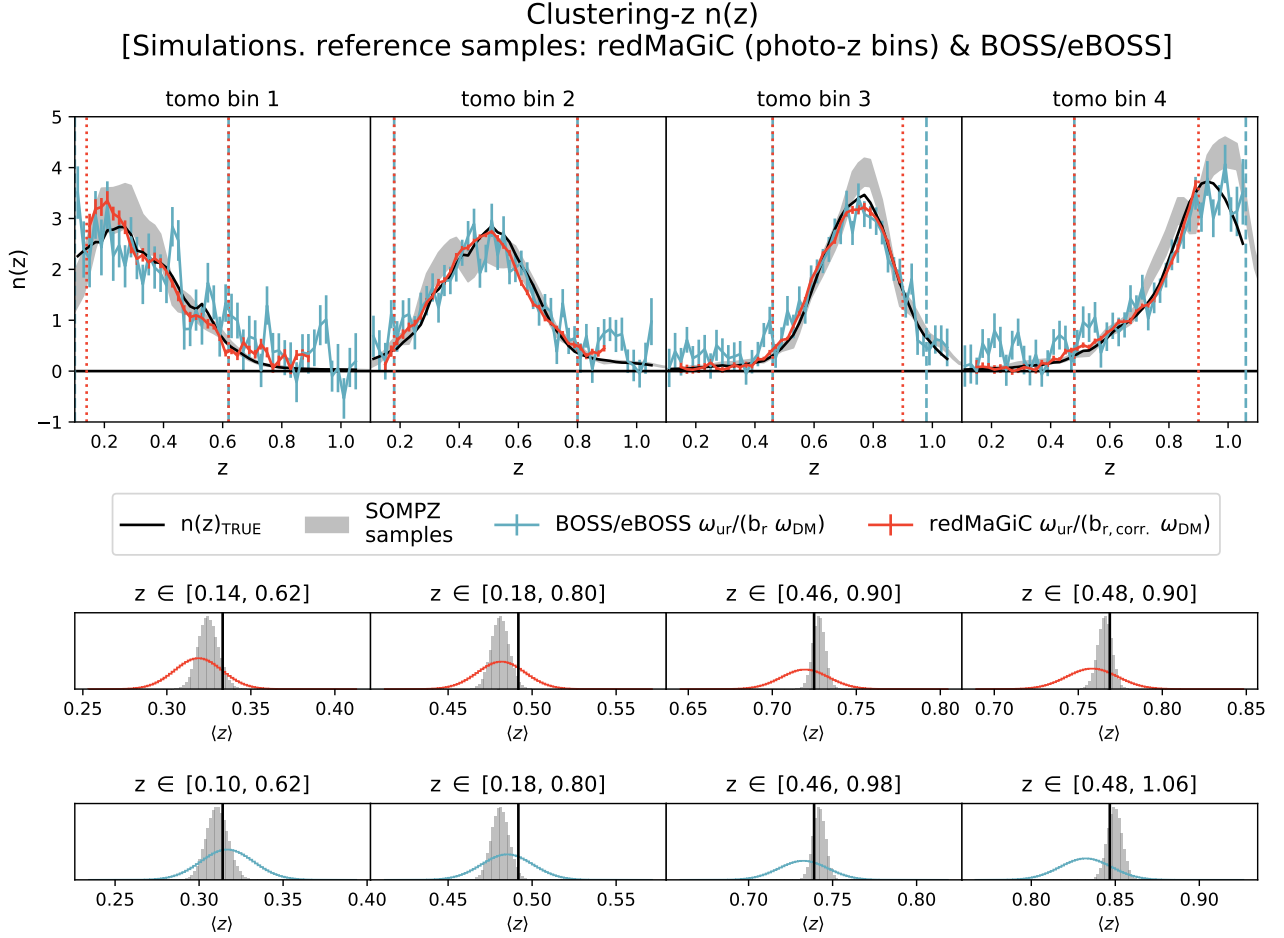 Clustering-z n(z)
[Simulations. reference samples: redMaGiC (photo-z bins) & BOSS/eBOSS]
tomo bin 1 tomo bin 2 tomo bin 3 tomo bin 4
5
4
3
2
1
0
−1
n(z)
0.2 0.4 0.6 0.8 1.0 0.2 0.4 0.6 0.8 1.0 0.2 0.4 0.6 0.8 1.0 0.2 0.4 0.6 0.8 1.0
z z z z
n(z)TRUE SOMPZ samples BOSS/eBOSS ωur/(br ωDM) redMaGiC ωur/(br, corr. ωDM)
z ∈ [0.14, 0.62] z ∈ [0.18, 0.80] z ∈ [0.46, 0.90] z ∈ [0.48, 0.90]
0.25 0.30 0.35 0.40 0.45 0.50 0.55 0.65 0.70 0.75 0.80 0.70 0.75 0.80 0.85
⟨z⟩ ⟨z⟩ ⟨z⟩ ⟨z⟩
z ∈ [0.10, 0.62] z ∈ [0.18, 0.80] z ∈ [0.46, 0.98] z ∈ [0.48, 1.06]
0.25 0.30 0.35 0.40 0.45 0.50 0.55 0.70 0.75 0.80 0.80 0.85 0.90
⟨z⟩ ⟨z⟩ ⟨z⟩ ⟨z⟩